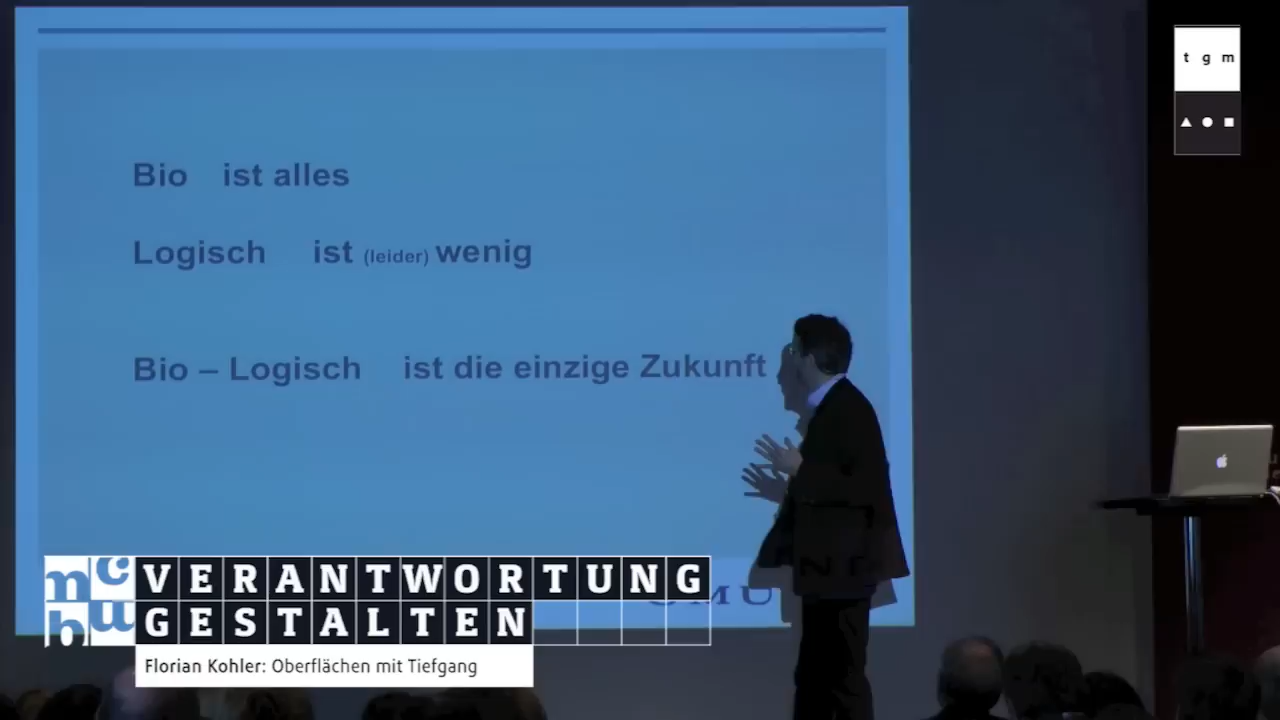 t g m
Bio ist alles
Logisch ist (leider) wenig
Bio – Logisch ist die einzige Zukunft
VERANTWORTUNG
GESTALTEN
Florian Kohler: Oberflächen mit Tiefgang
mcbw